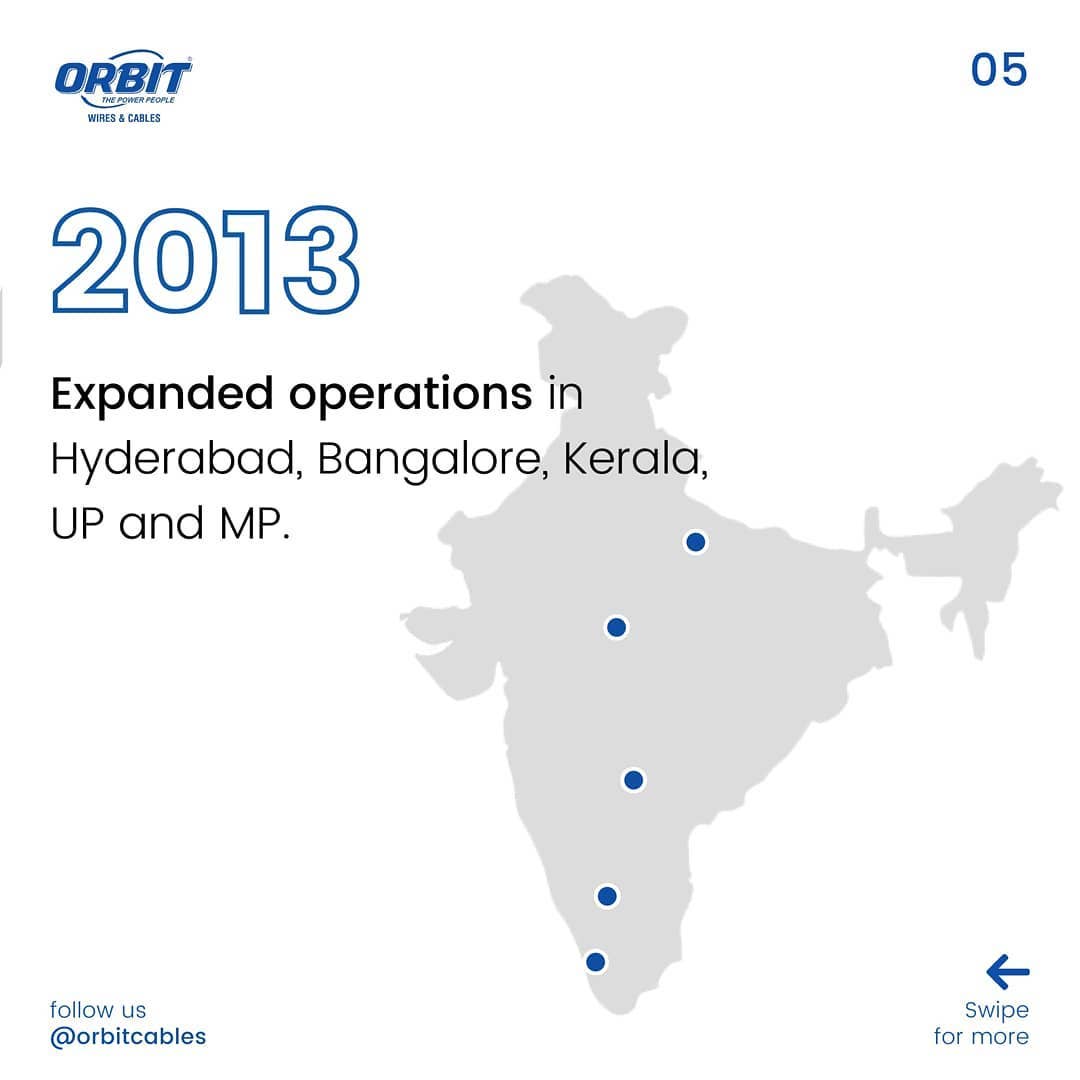 ORBIT
THE POWER PEOPLE
WIRES & CABLES
05
2013
Expanded operations in
Hyderabad, Bangalore, Kerala,
UP and MP.
follow us
@orbitcables
Swipe
for more